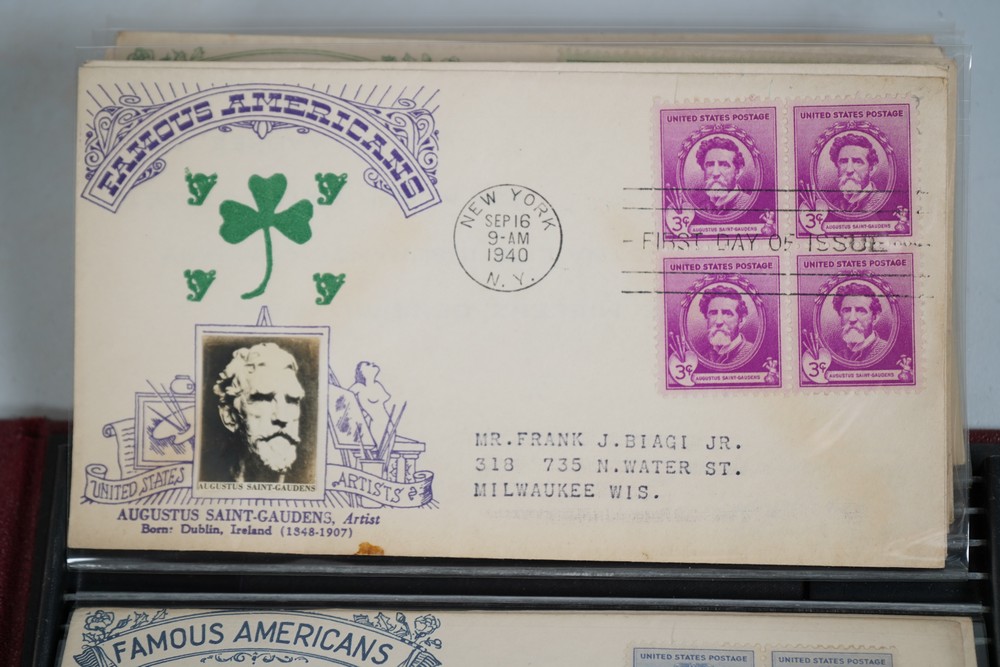 FAMOUS AMERICANS
NEW YORK
SEP 16
9-AM
1940
N.Y.
UNITED STATES POSTAGE
3¢
AUGUSTUS SAINT-GAUDENS
UNITED STATES POSTAGE
3¢
AUGUSTUS SAINT-GAUDENS
FIRST DAY OF ISSUE
UNITED STATES POSTAGE
3¢
AUGUSTUS SAINT-GAUDENS
UNITED STATES POSTAGE
3¢
AUGUSTUS SAINT-GAUDENS
AUGUSTUS SAINT-GAUDENS
UNITED STATES ARTISTS
AUGUSTUS SAINT-GAUDENS, Artist
Born: Dublin, Ireland (1848-1907)
MR.FRANK J.BIAGI JR.
318 735 N.WATER ST.
MILWAUKEE WIS.
FAMOUS AMERICANS
UNITED STATES POSTAGE
UNITED STATES POSTAGE